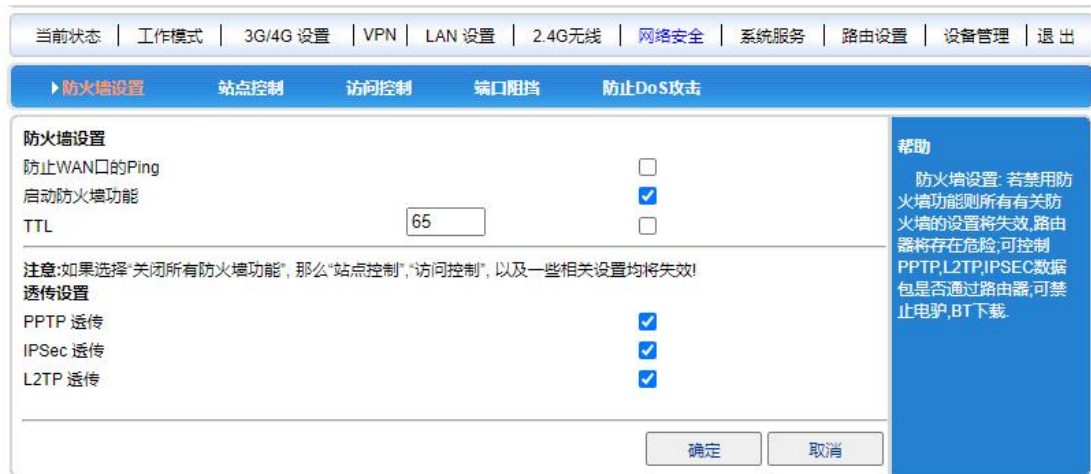 当前状态 | 工作模式 | 3G/4G 设置 | VPN | LAN 设置 | 2.4G无线 | 网络安全 | 系统服务 | 路由设置 | 设备管理 | 退 出
防火墙设置 站点控制 访问控制 端口阻挡 防止DoS攻击
防火墙设置
防止WAN口的Ping
启动防火墙功能
TTL 65
注意:如果选择“关闭所有防火墙功能”, 那么“站点控制”,“访问控制”, 以及一些相关设置均将失效!
透传设置
PPTP 透传
IPSec 透传
L2TP 透传
确定 取消
帮助
防火墙设置: 若禁用防
火墙功能则所有有关防
火墙的设置将失效,路由
器将存在危险;可控制
PPTP,L2TP,IPSEC数据
包是否通过路由器;可禁
止电驴,BT下载.